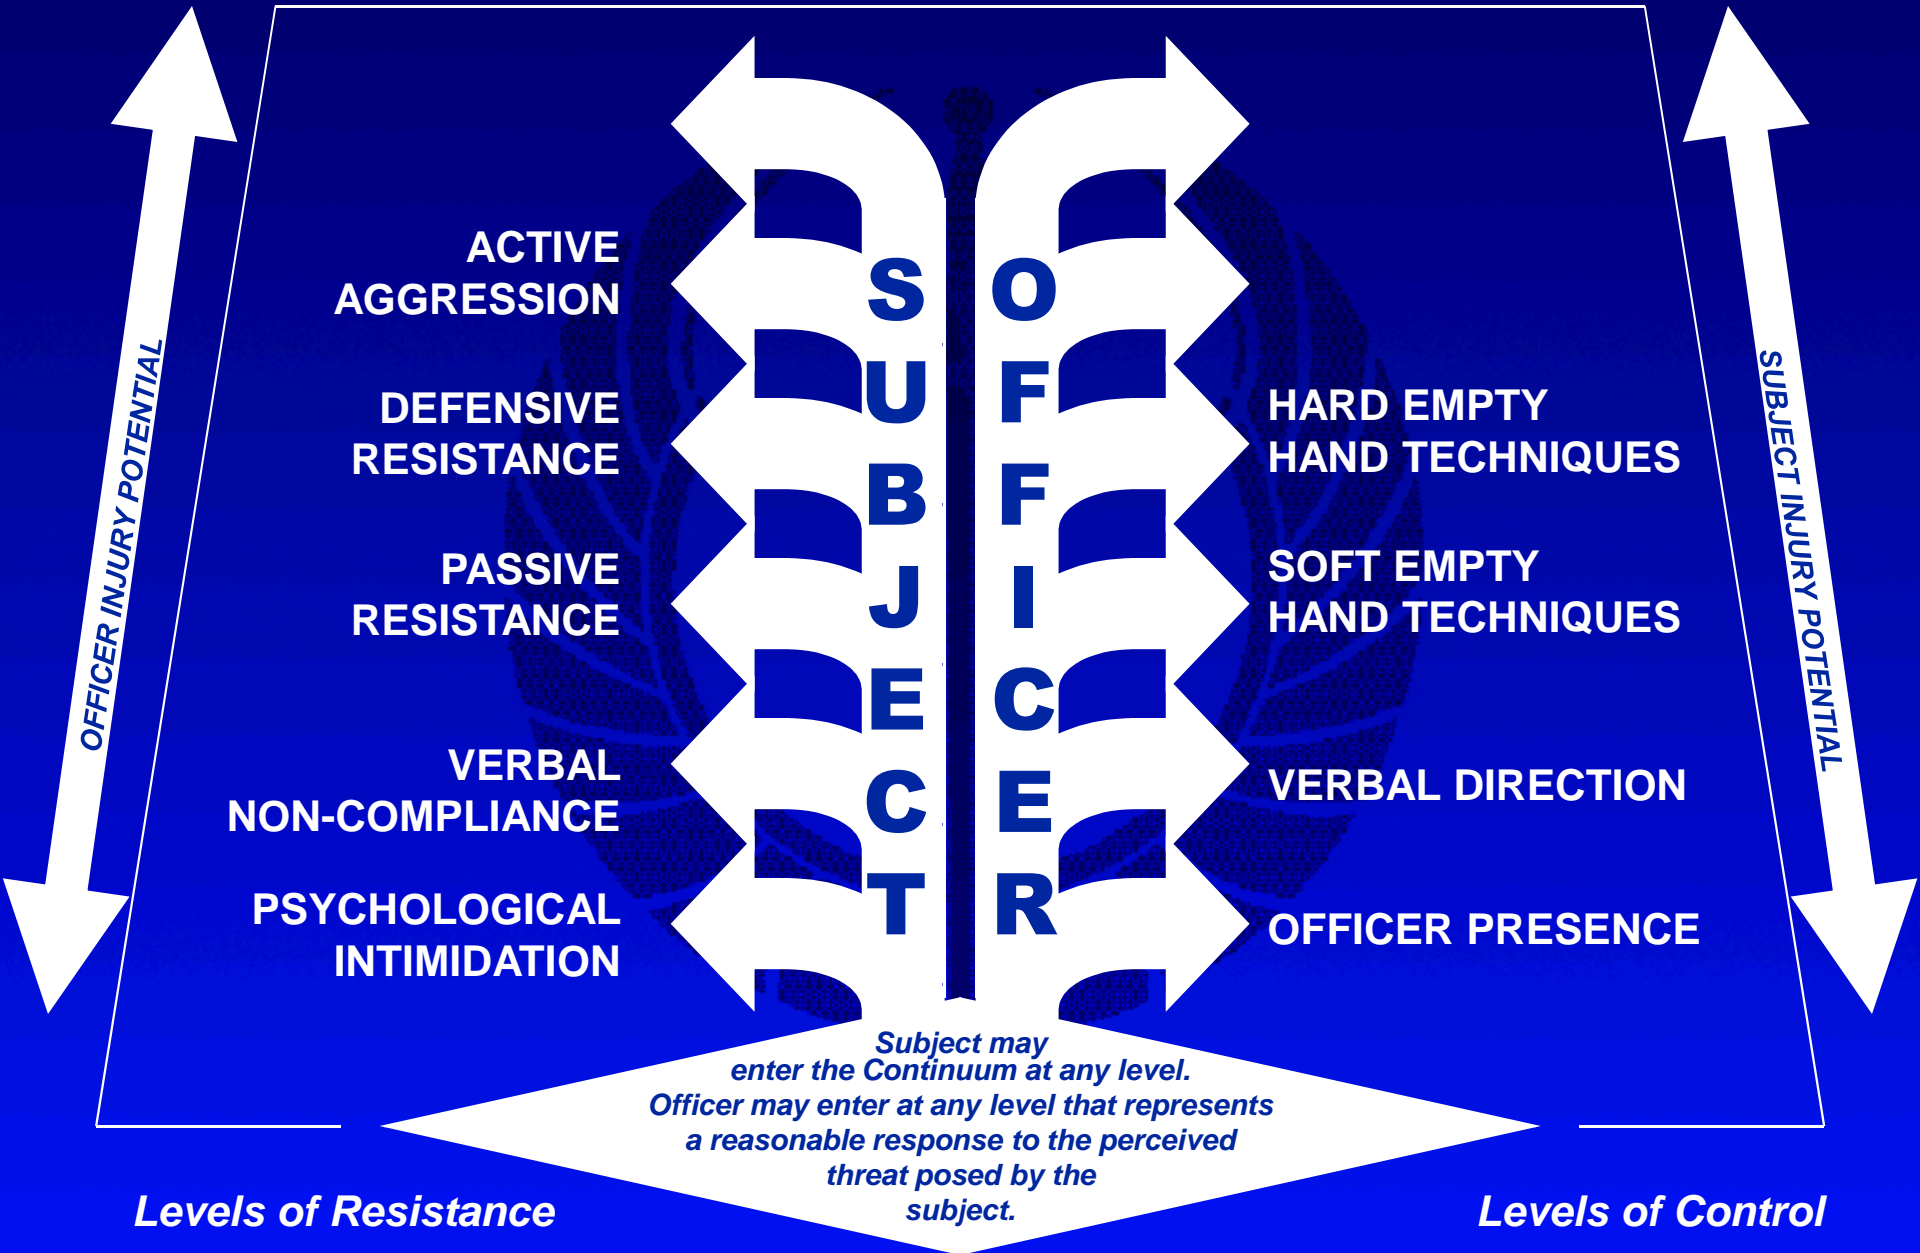 ACTIVE
AGGRESSION
DEFENSIVE
RESISTANCE
PASSIVE
RESISTANCE
VERBAL
NON-COMPLIANCE
PSYCHOLOGICAL
INTIMIDATION
OFFICER INJURY POTENTIAL
SUBJECT
OFFICER
HARD EMPTY
HAND TECHNIQUES
SOFT EMPTY
HAND TECHNIQUES
VERBAL DIRECTION
OFFICER PRESENCE
SUBJECT INJURY POTENTIAL
Subject may
enter the Continuum at any level.
Officer may enter at any level that represents
a reasonable response to the perceived
threat posed by the
subject.
Levels of Resistance
Levels of Control